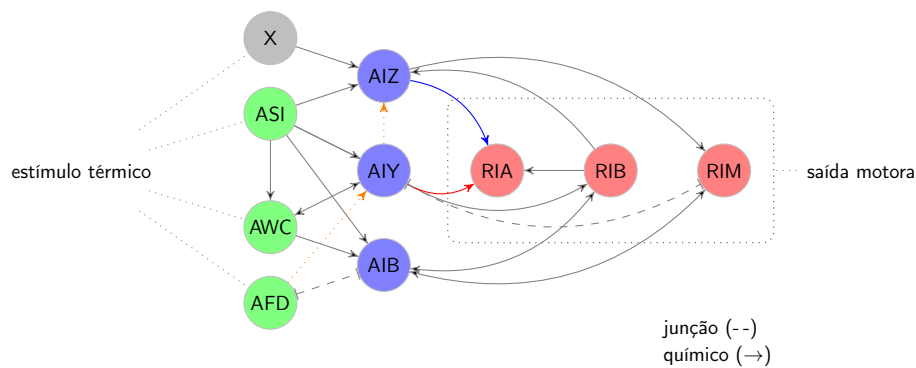 X
AIZ
ASI
estímulo térmico
AIY
RIA
RIB
RIM
saída motora
AWC
AIB
AFD
junção (--)
químico (→)